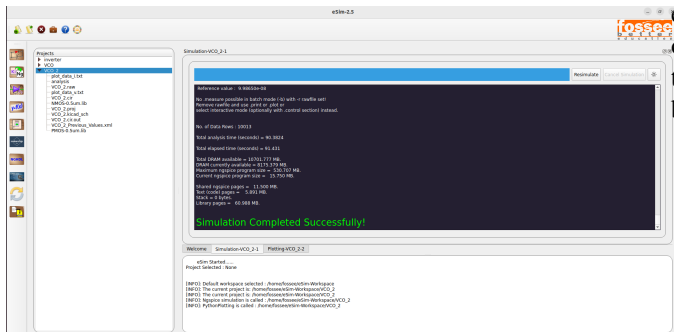 eSim-2.5
fossee
Projects
inverter
VCO
VCO_2
plot_data_i.txt
analysis
VCO_2.raw
plot_data_v.txt
VCO_2.cir
NMOS-0.5um.lib
VCO_2.proj
VCO_2.kicad_sch
VCO_2.cir.out
VCO_2_Previous_Values.xml
PMOS-0.5um.lib
Simulation-VCO_2-1
Resimulate
Cancel Simulation
Reference value : 9.98650e-06
No .measure possible in batch mode (-b) with -r rawfile set!
Remove rawfile and use .print or .plot or
select interactive mode (optionally with .control section) instead.
No. of Data Rows : 10013
Total analysis time (seconds) = 90.3824
Total elapsed time (seconds) = 91.431
Total DRAM available = 10701.777 MB.
DRAM currently available = 8175.379 MB.
Maximum ngspice program size = 530.707 MB.
Current ngspice program size = 15.750 MB.
Shared ngspice pages = 11.500 MB.
Text (code) pages = 5.891 MB.
Stack = 0 bytes.
Library pages = 60.988 MB.
Simulation Completed Successfully!
Welcome
Simulation-VCO_2-1
Plotting-VCO_2-2
eSim Started......
Project Selected : None
[INFO]: Default workspace selected : /home/fossee/eSim-Workspace
[INFO]: The current project is: /home/fossee/eSim-Workspace/VCO_2
[INFO]: The current project is: /home/fossee/eSim-Workspace/VCO_2
[INFO]: Ngspice simulation is called : /home/fossee/eSim-Workspace/VCO_2
[INFO]: PythonPlotting is called : /home/fossee/eSim-Workspace/VCO_2